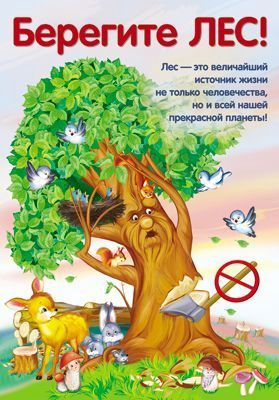 Берегите ЛЕС!
Лес — это величайший
источник жизни
не только человечества,
но и всей нашей
прекрасной планеты!